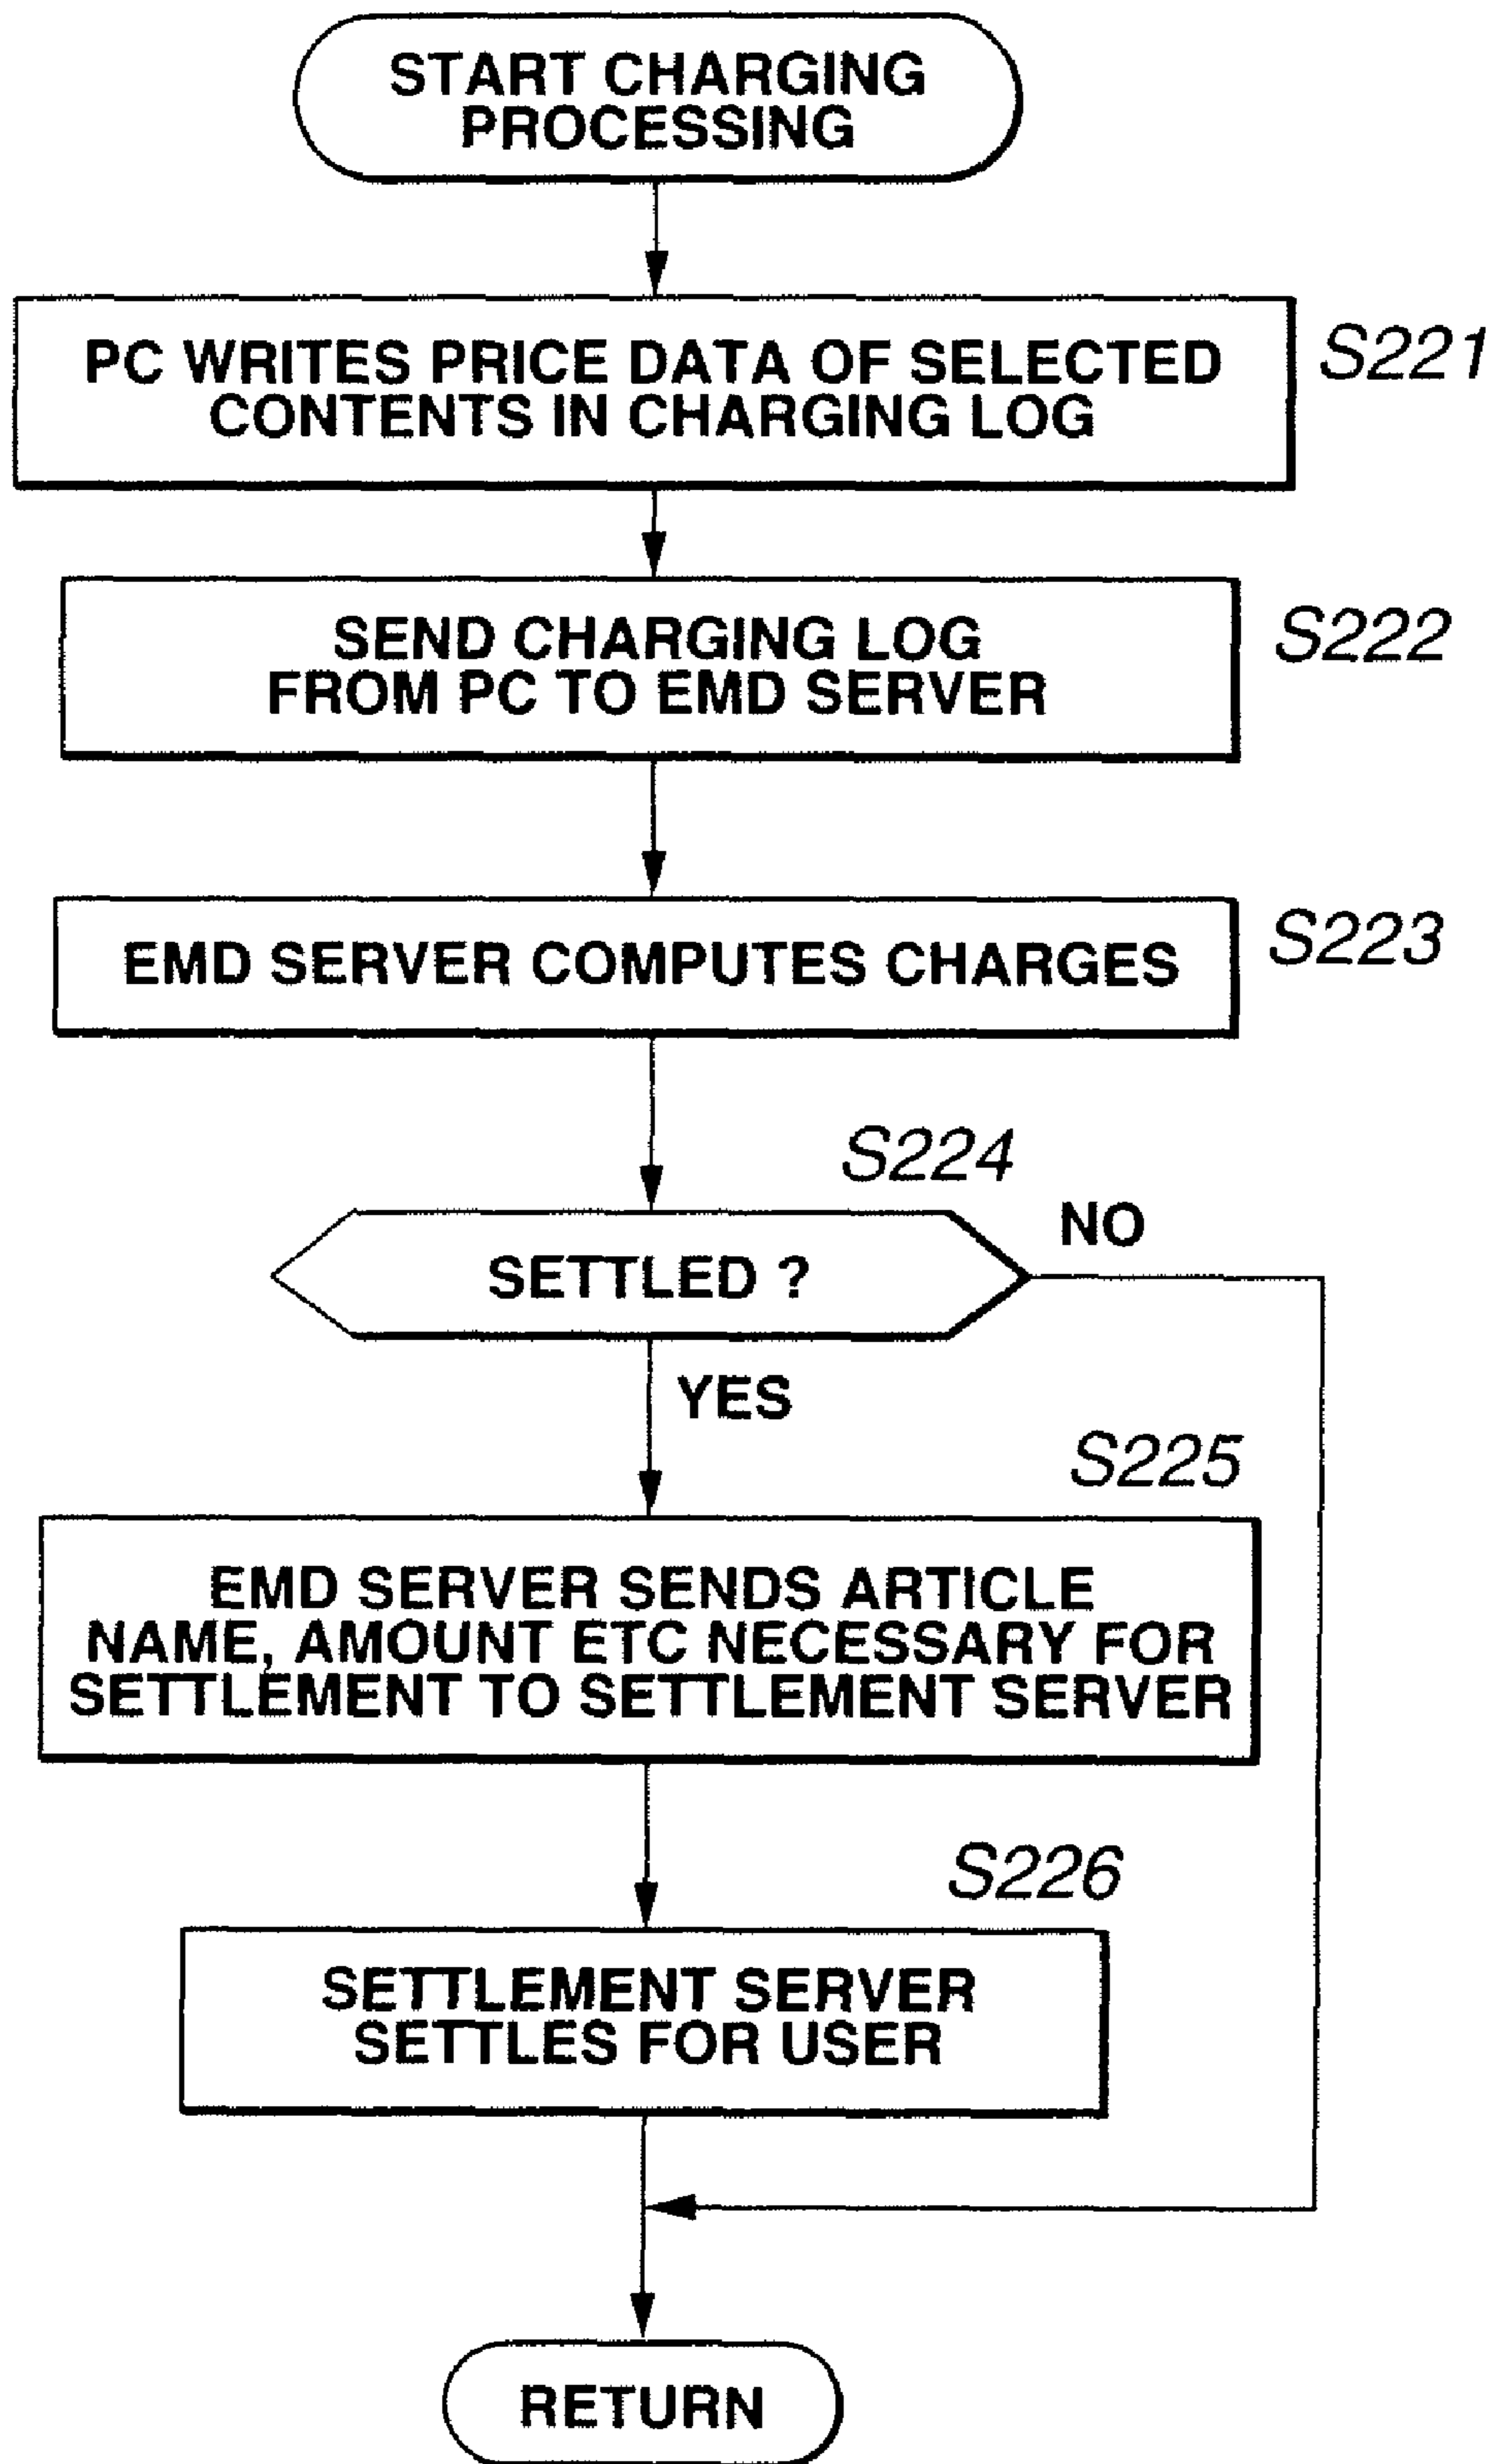 START CHARGING
PROCESSING
PC WRITES PRICE DATA OF SELECTED
CONTENTS IN CHARGING LOG
S221
SEND CHARGING LOG
FROM PC TO EMD SERVER
S222
EMD SERVER COMPUTES CHARGES
S223
S224
SETTLED ?
NO
YES
S225
EMD SERVER SENDS ARTICLE
NAME, AMOUNT ETC NECESSARY FOR
SETTLEMENT TO SETTLEMENT SERVER
S226
SETTLEMENT SERVER
SETTLES FOR USER
RETURN